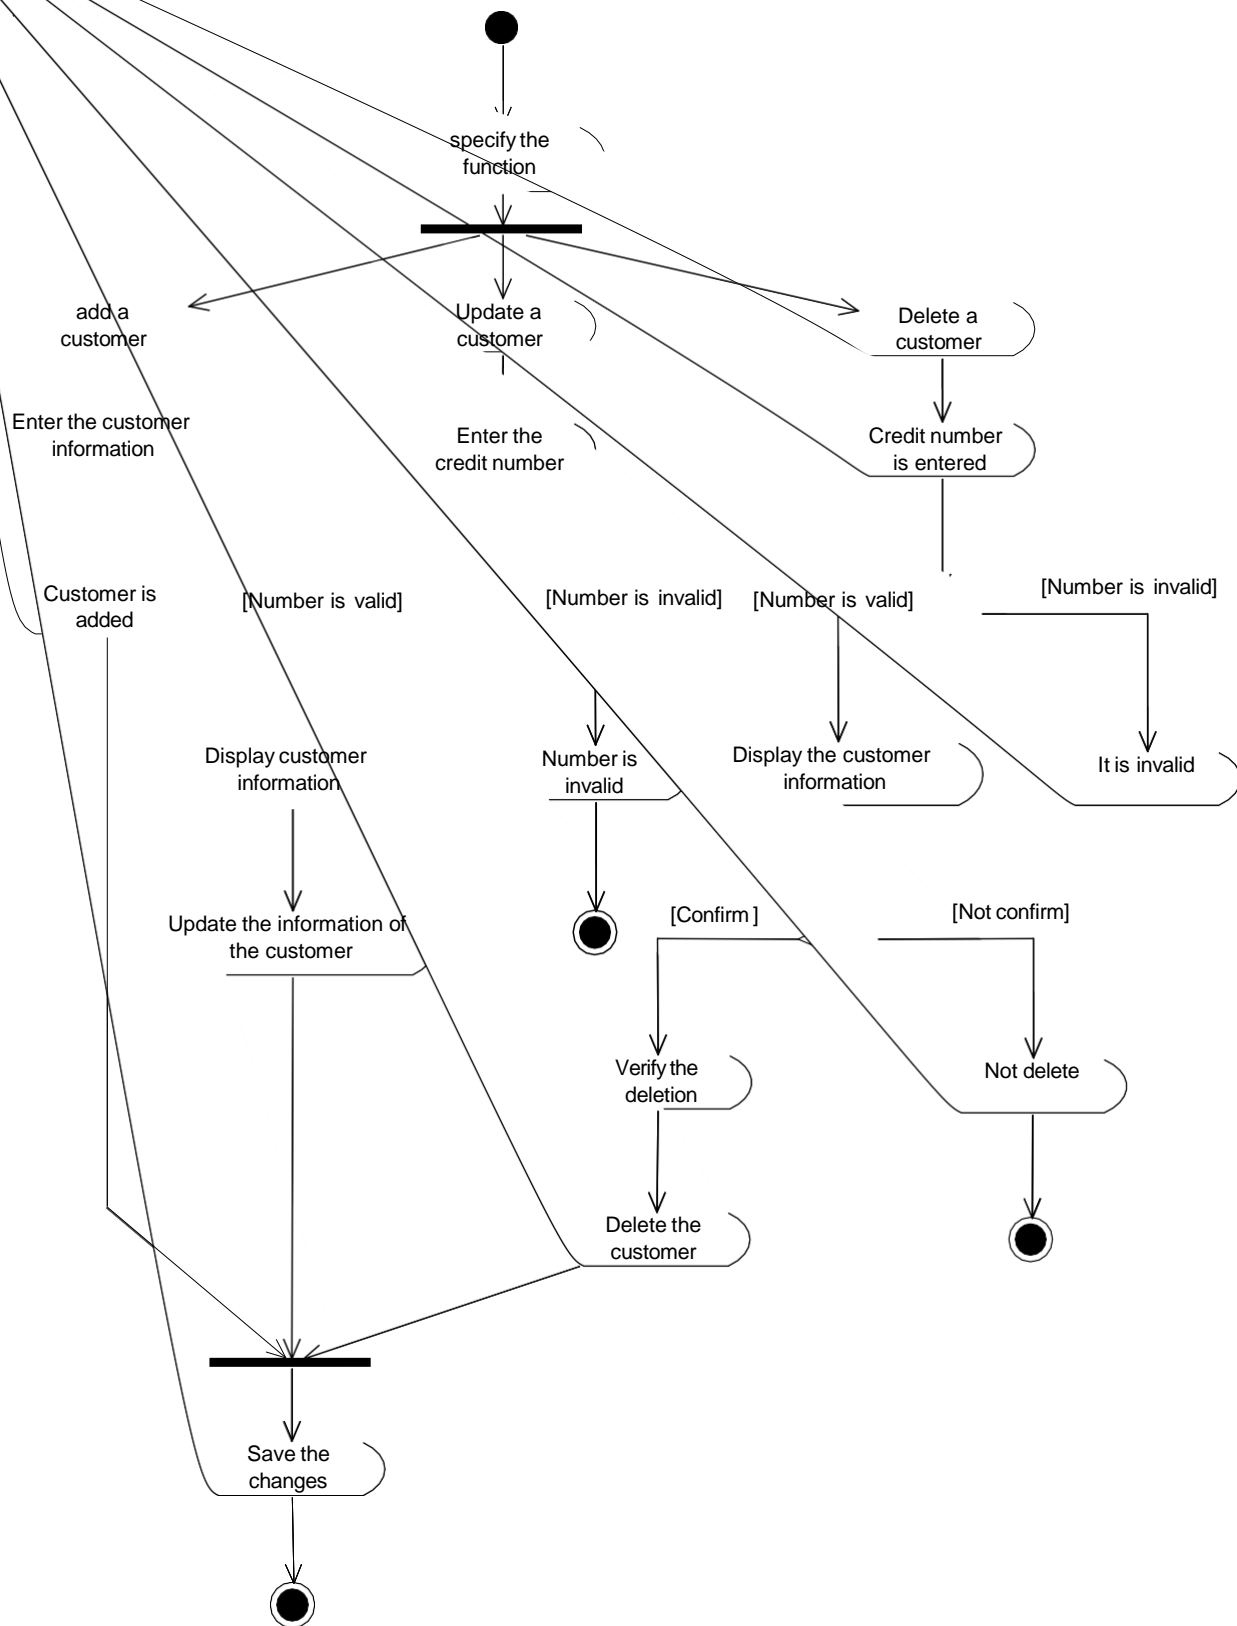 specify the
function
add a
customer
Update a
customer
Delete a
customer
Enter the customer
information
Enter the
credit number
Credit number
is entered
Customer is
added
[Number is valid]
[Number is invalid]
[Number is valid]
[Number is invalid]
Display customer
information
Number is
invalid
Display the customer
information
It is invalid
Update the information of
the customer
[Confirm ]
[Not confirm]
Verify the
deletion
Not delete
Delete the
customer
Save the
changes